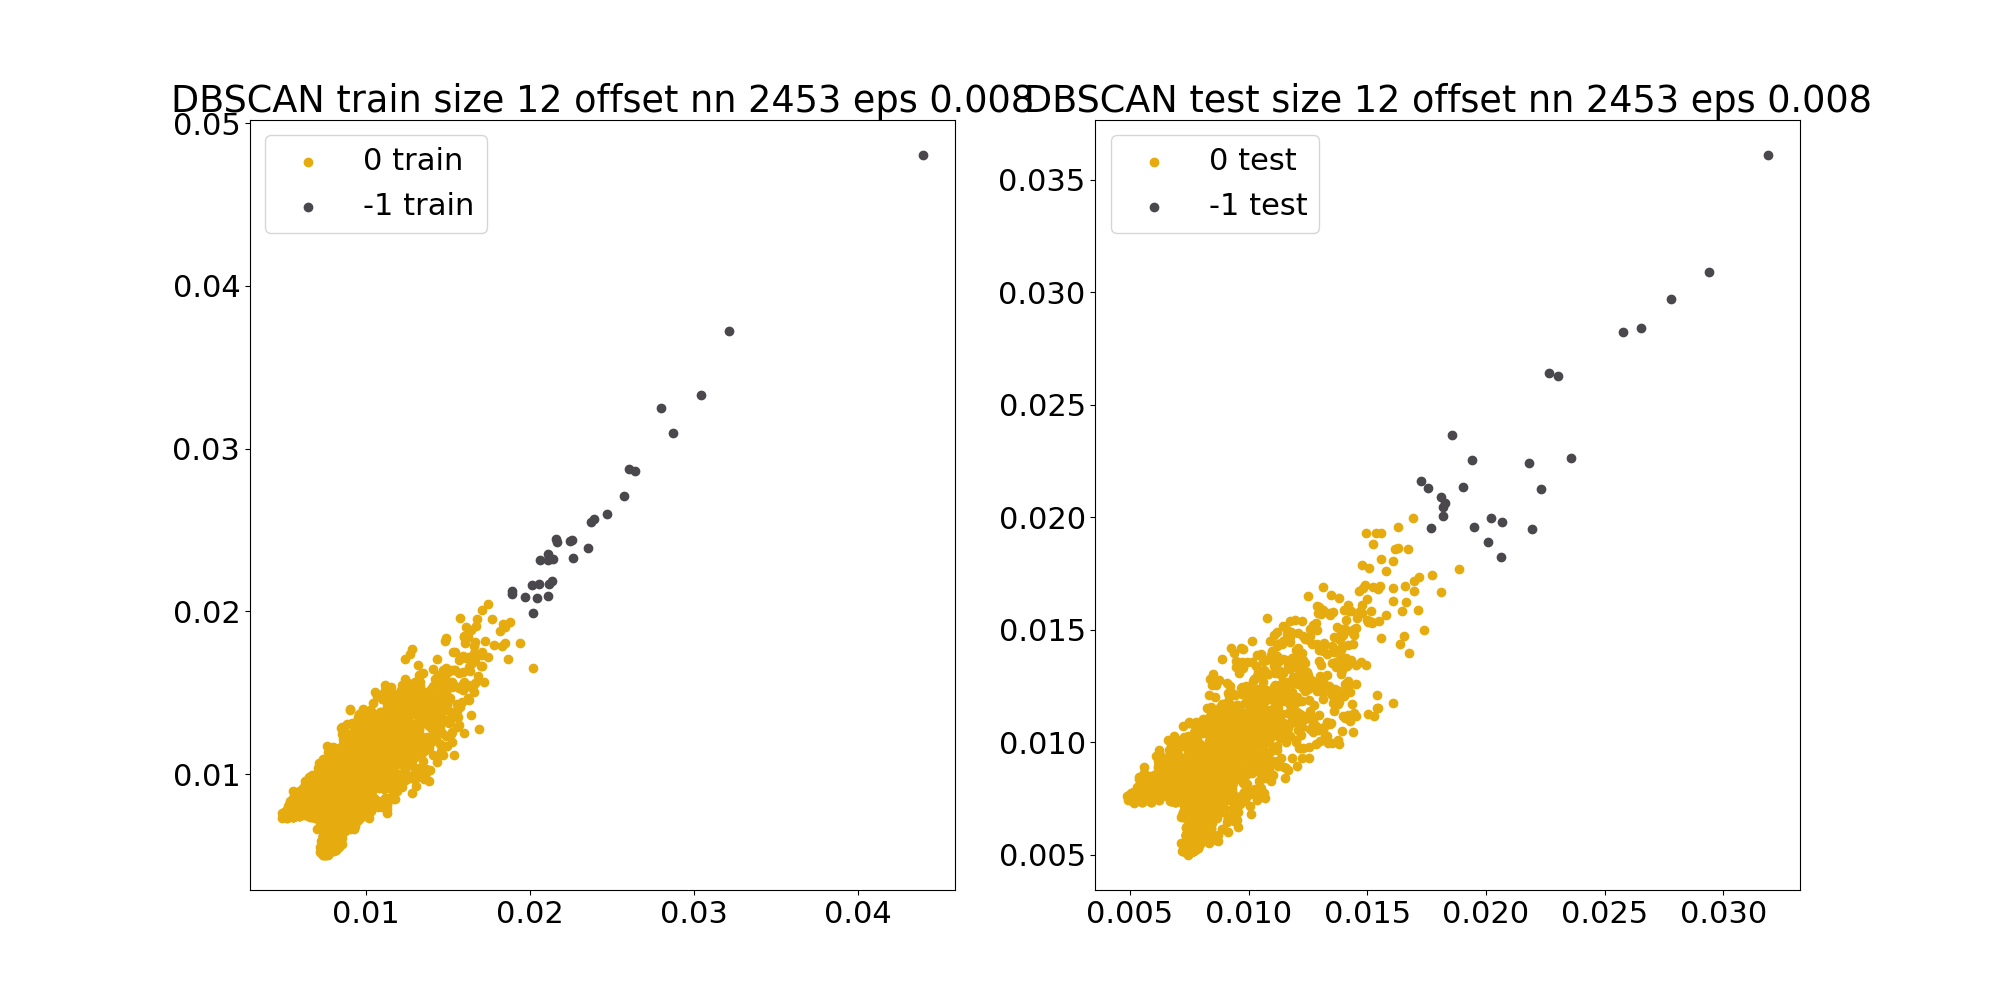 DBSCAN train size 12 offset nn 2453 eps 0.008
0 train
-1 train
0.05
0.04
0.03
0.02
0.01
0.01 0.02 0.03 0.04
DBSCAN test size 12 offset nn 2453 eps 0.008
0 test
-1 test
0.035
0.030
0.025
0.020
0.015
0.010
0.005
0.005 0.010 0.015 0.020 0.025 0.030